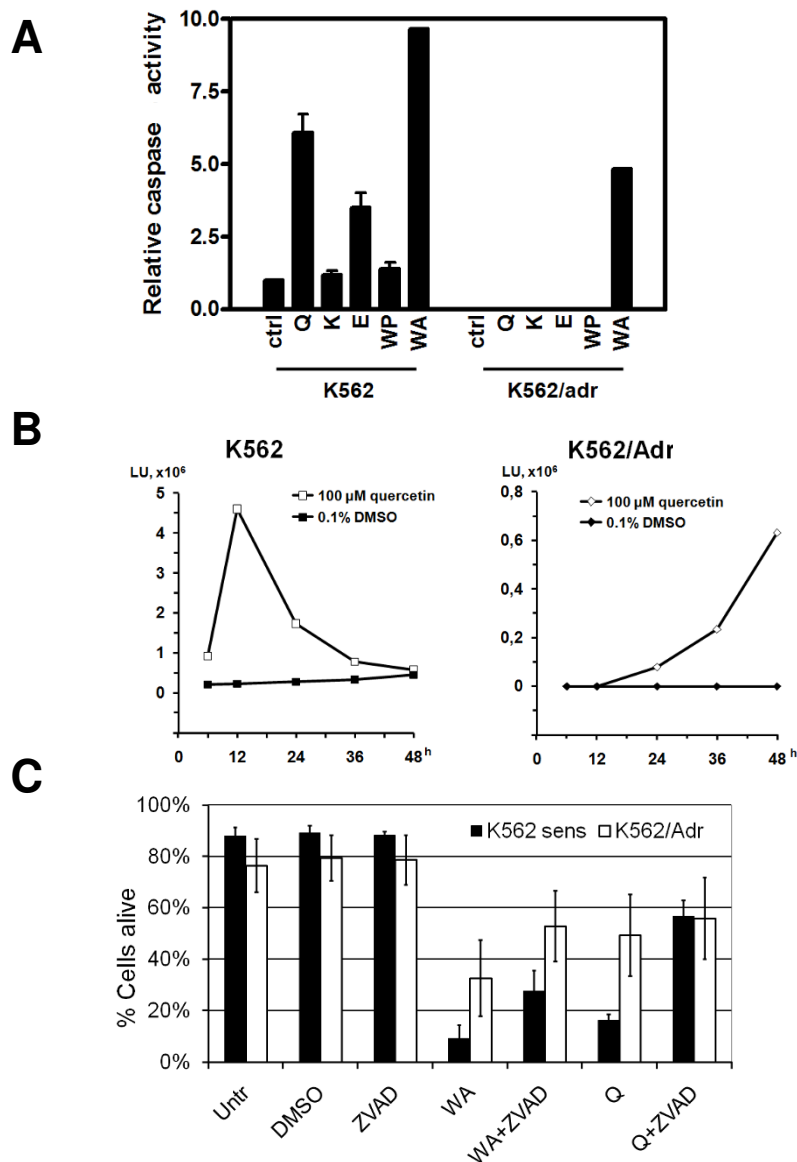 A
Relative caspase activity
10.0
7.5
5.0
2.5
0.0
ctrl
Q
K
E
WP
WA
ctrl
Q
K
E
WP
WA
K562
K562/adr
B
K562
LU, x10⁶
100 µM quercetin
0.1% DMSO
5
4
3
2
1
0
0
12
24
36
48 h
K562/Adr
LU, x10⁶
100 µM quercetin
0.1% DMSO
0,8
0,6
0,4
0,2
0
0
12
24
36
48 h
C
% Cells alive
100%
80%
60%
40%
20%
0%
K562 sens
K562/Adr
Untr
DMSO
ZVAD
WA
WA+ZVAD
Q
Q+ZVAD